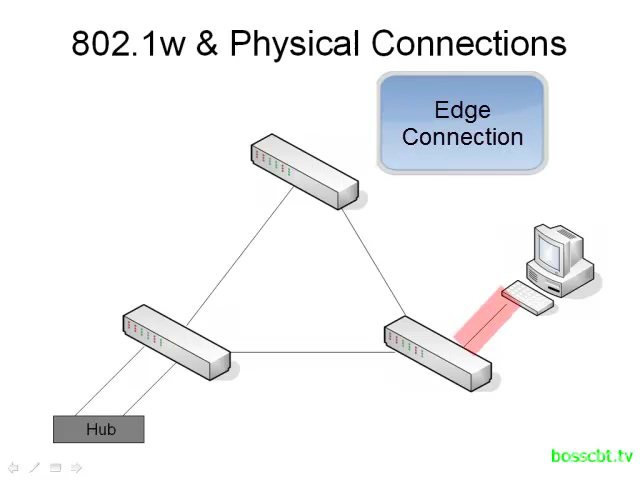 802.1w & Physical Connections
Edge
Connection
Hub
bosscbt.tv